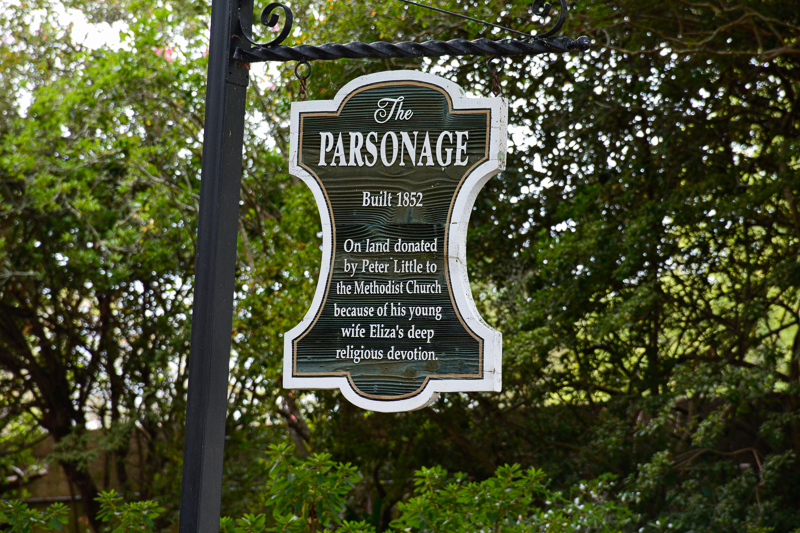 The
PARSONAGE
Built 1852
On land donated
by Peter Little to
the Methodist Church
because of his young
wife Eliza's deep
religious devotion.